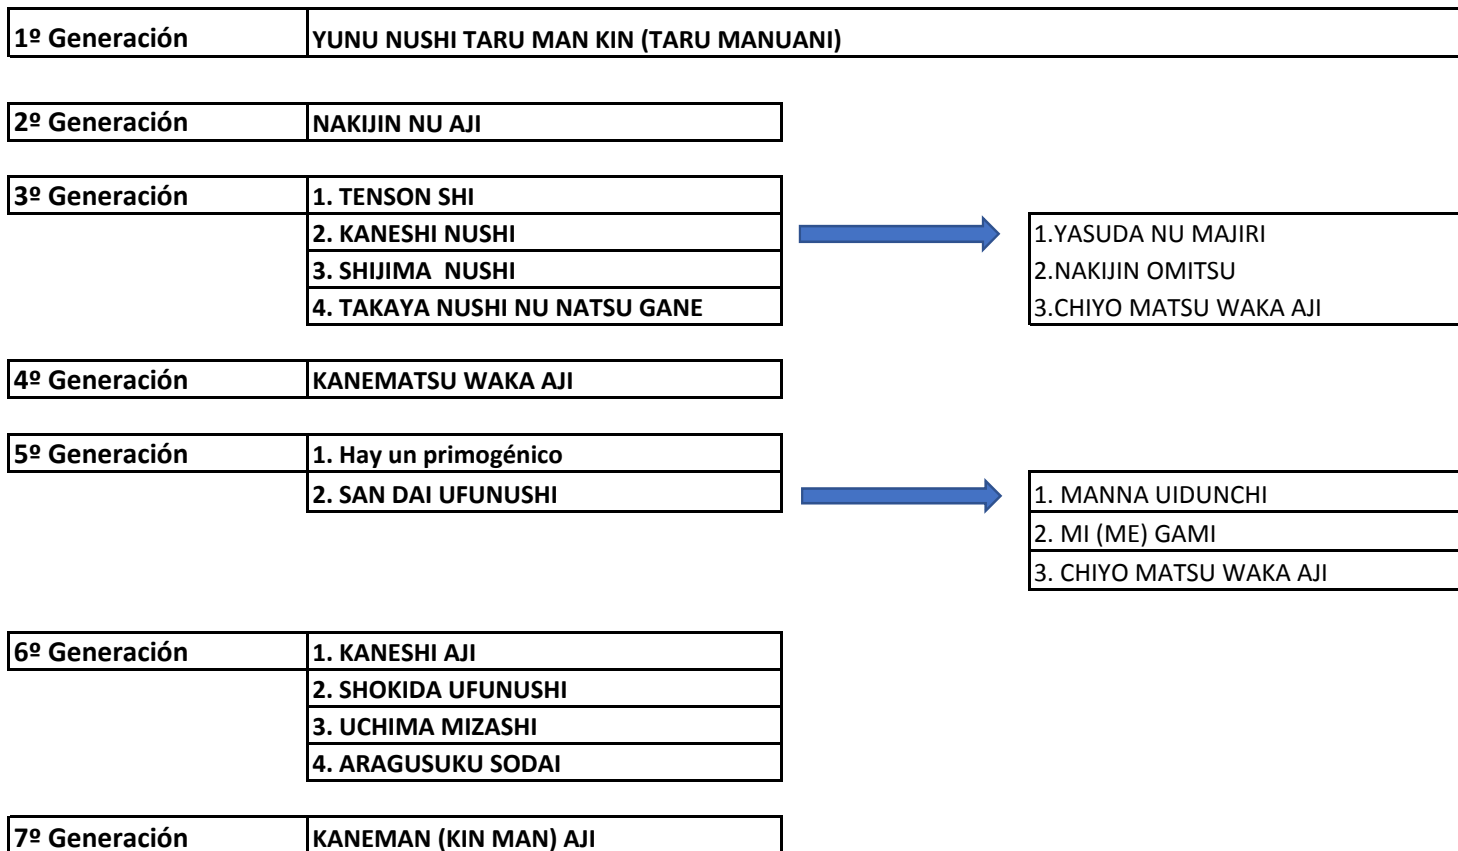 1º Generación YUNU NUSHI TARU MAN KIN (TARU MANUANI)
2º Generación NAKIJIN NU AJI
3º Generación 1. TENSON SHI
2. KANESHI NUSHI 1.YASUDA NU MAJIRI
3. SHIJIMA  NUSHI 2.NAKIJIN OMITSU
4. TAKAYA NUSHI NU NATSU GANE 3.CHIYO MATSU WAKA AJI
4º Generación KANEMATSU WAKA AJI
5º Generación 1. Hay un primogénico
2. SAN DAI UFUNUSHI 1. MANNA UIDUNCHI
2. MI (ME) GAMI
3. CHIYO MATSU WAKA AJI
6º Generación 1. KANESHI AJI
2. SHOKIDA UFUNUSHI
3. UCHIMA MIZASHI
4. ARAGUSUKU SODAI
7º Generación KANEMAN (KIN MAN) AJI